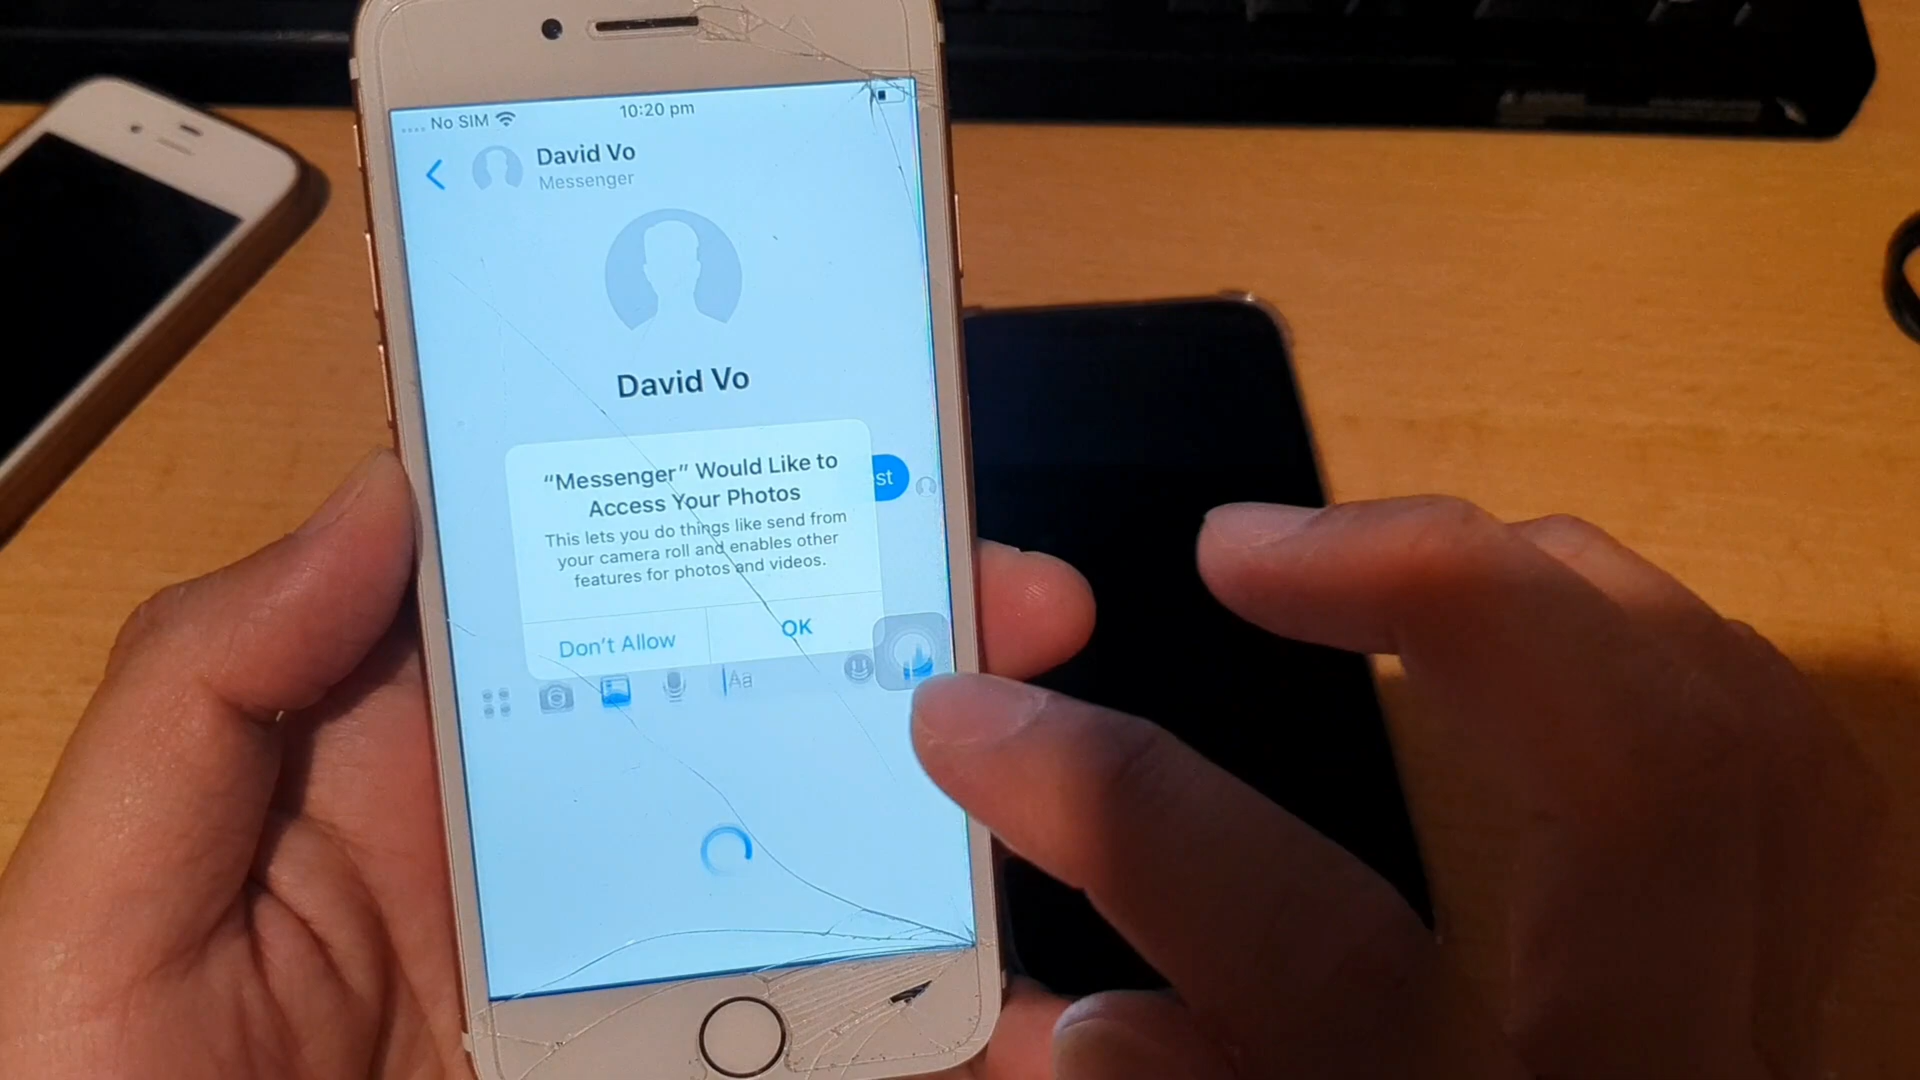 No SIM
10:20 pm
David Vo
Messenger
David Vo
st
“Messenger” Would Like to
Access Your Photos
This lets you do things like send from
your camera roll and enables other
features for photos and videos.
Don’t Allow
OK
Aa